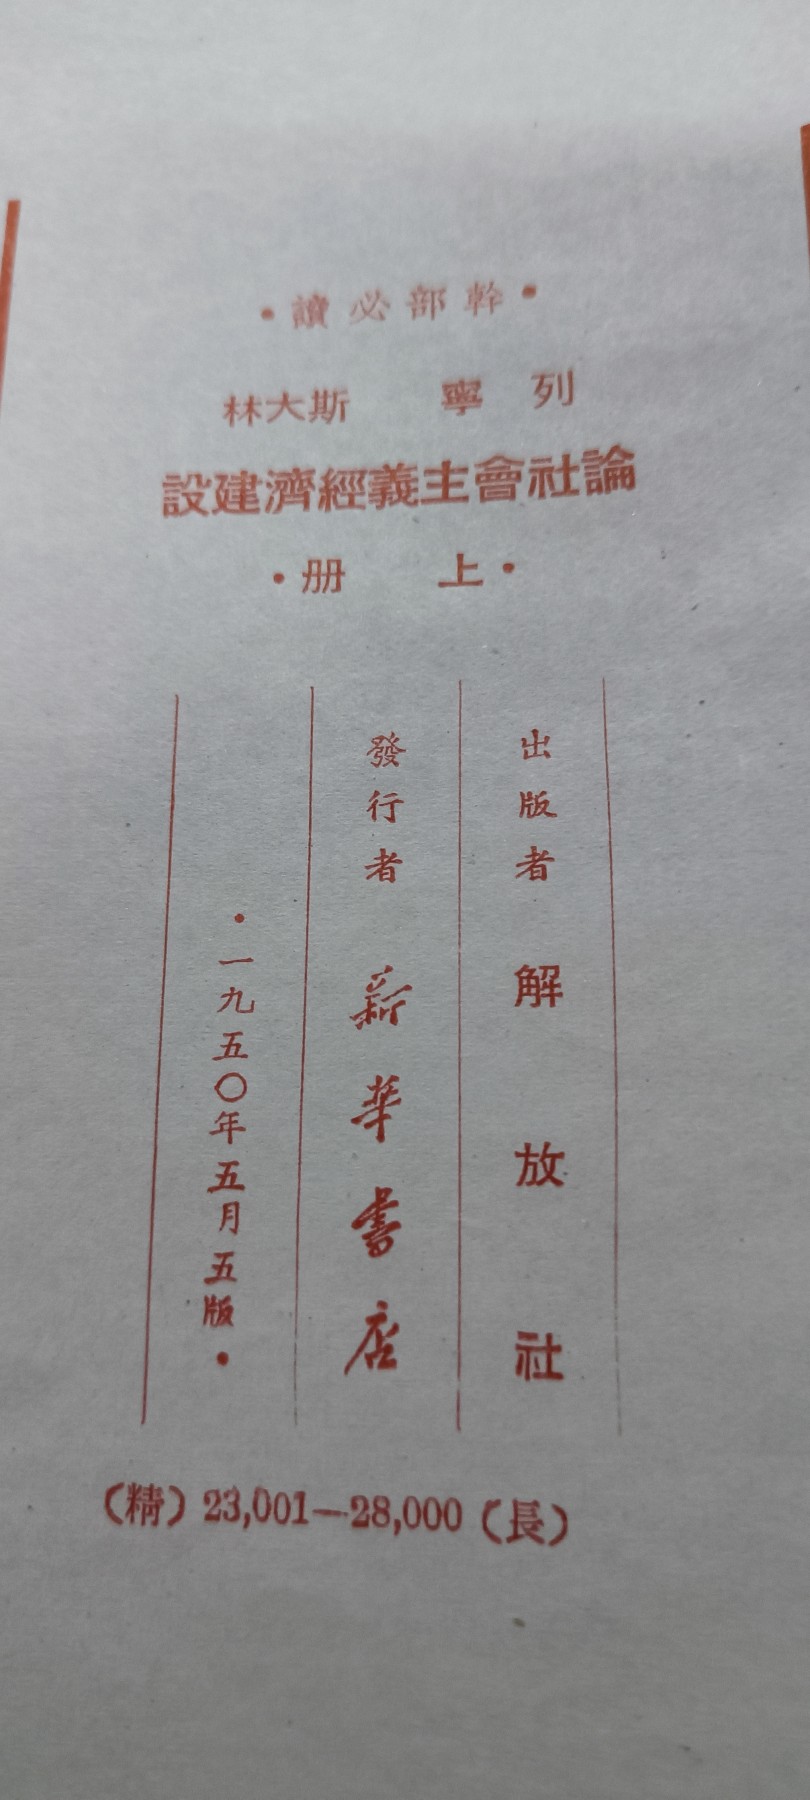 ·幹部必讀·
列寧 斯大林
論社會主義經濟建設
·上册·
出版者 解放社
發行者 新華書店
·一九五〇年五月五版·
（精）23,001—28,000（長）